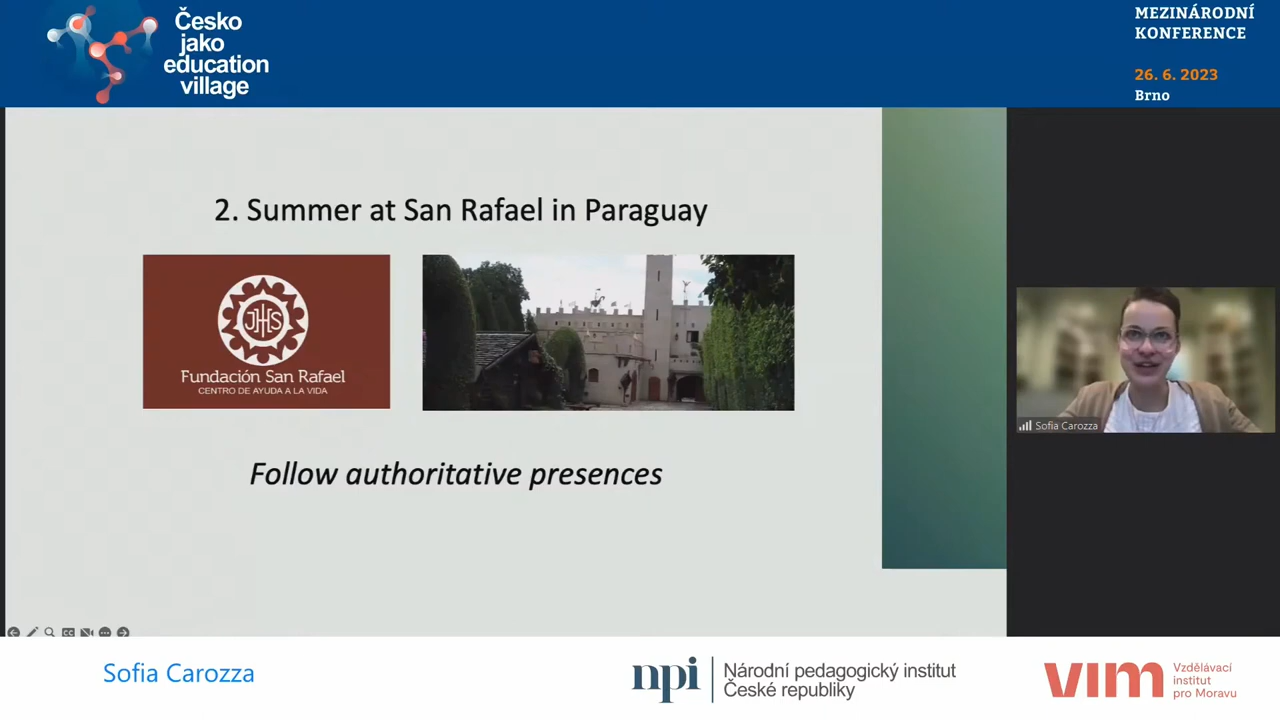 Česko
jako
education
village
MEZINÁRODNÍ
KONFERENCE
26. 6. 2023
Brno
2. Summer at San Rafael in Paraguay
JHS
Fundación San Rafael
CENTRO DE AYUDA A LA VIDA
Follow authoritative presences
Sofia Carozza
CC
Sofia Carozza
npi
Národní pedagogický institut
České republiky
vim
Vzdělávací
institut
pro Moravu